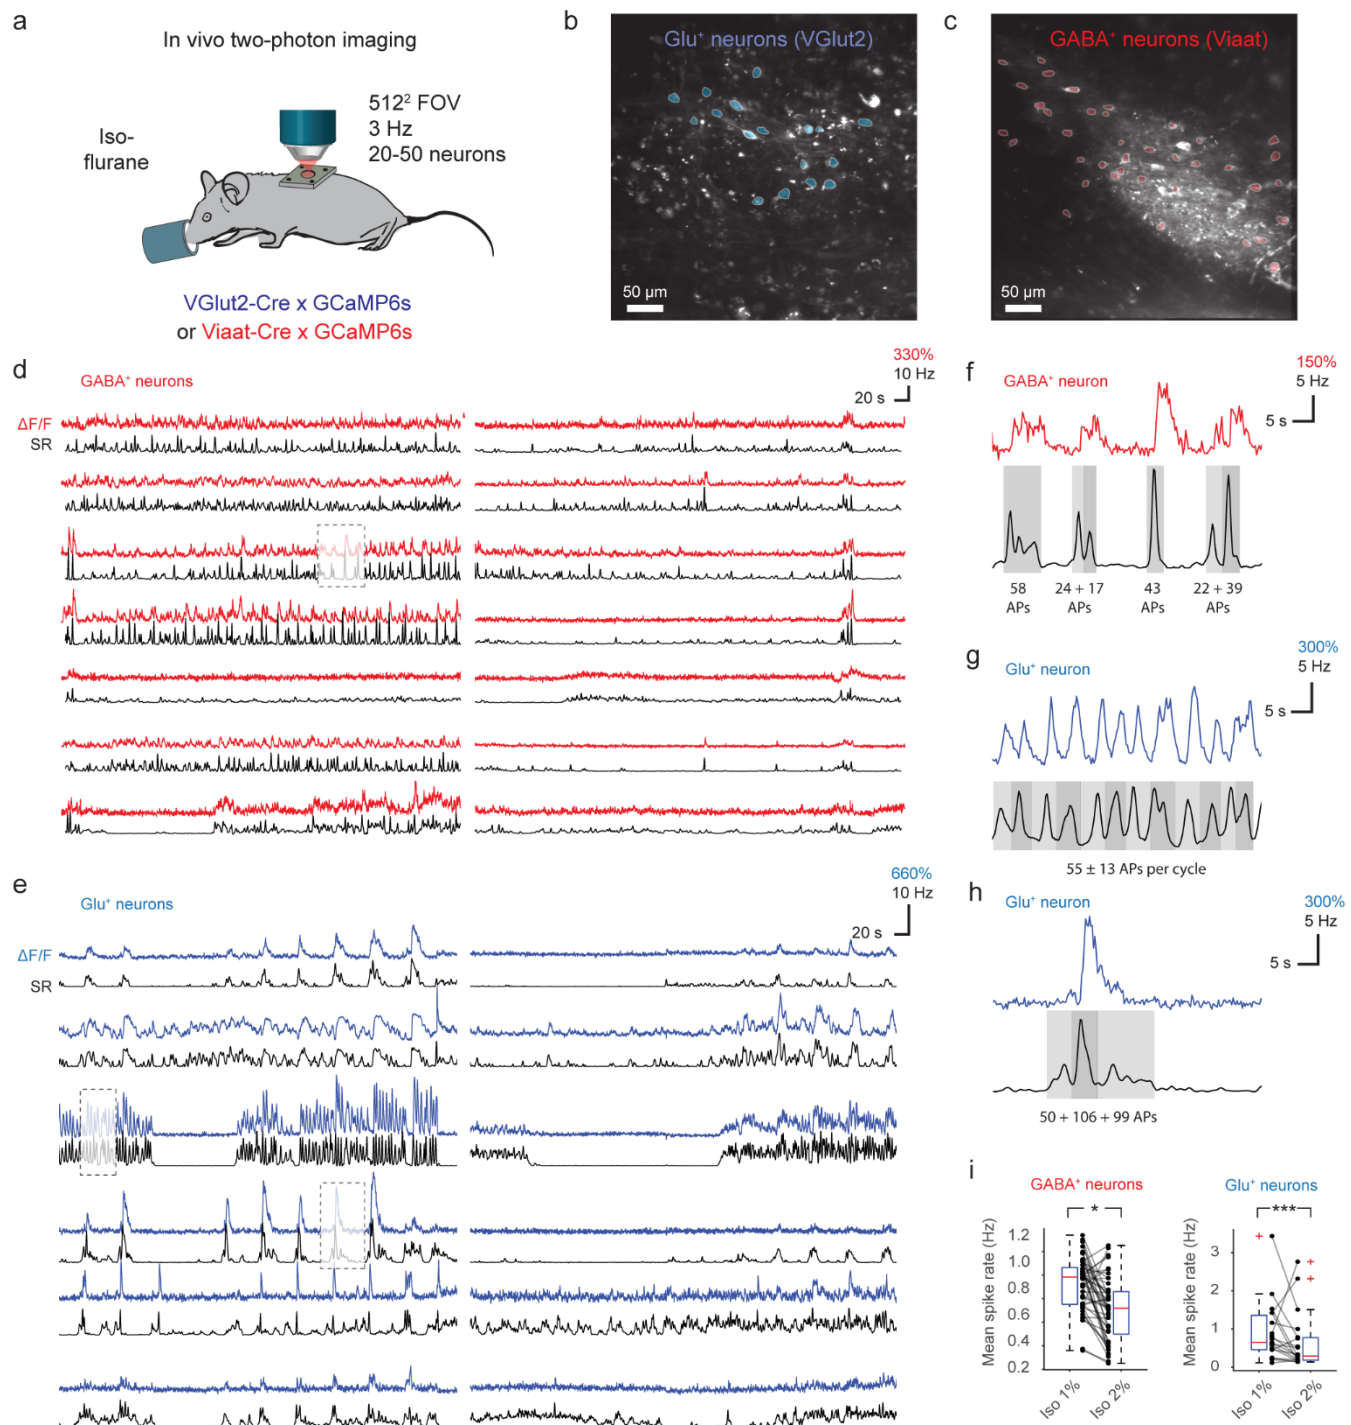 a
In vivo two-photon imaging
Iso-
flurane
512² FOV
3 Hz
20-50 neurons
VGlut2-Cre x GCaMP6s
or Viaat-Cre x GCaMP6s
b
Glu⁺ neurons (VGlut2)
50 µm
c
GABA⁺ neurons (Viaat)
50 µm
d
GABA⁺ neurons
330%
10 Hz
20 s
ΔF/F
SR
e
Glu⁺ neurons
660%
10 Hz
20 s
ΔF/F
SR
f
GABA⁺ neuron
150%
5 Hz
5 s
58
APs
24 + 17
APs
43
APs
22 + 39
APs
g
Glu⁺ neuron
300%
5 Hz
5 s
55 ± 13 APs per cycle
h
Glu⁺ neuron
300%
5 Hz
5 s
50 + 106 + 99 APs
i
GABA⁺ neurons
*
Mean spike rate (Hz)
1.2
1.0
0.8
0.6
0.4
0.2
Iso 1%
Iso 2%
Glu⁺ neurons
***
Mean spike rate (Hz)
3
2
1
0
Iso 1%
Iso 2%